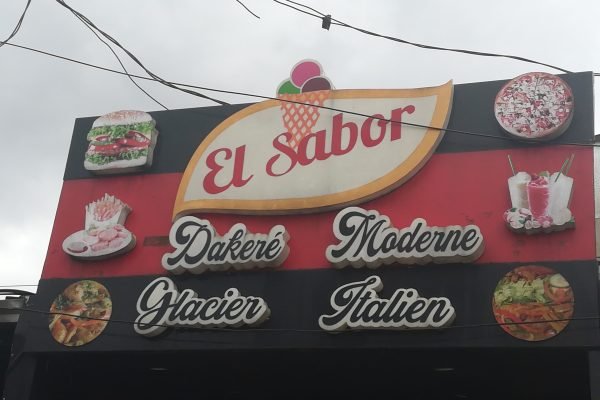 El Sabor
Dakeré Moderne
Glacier Italien